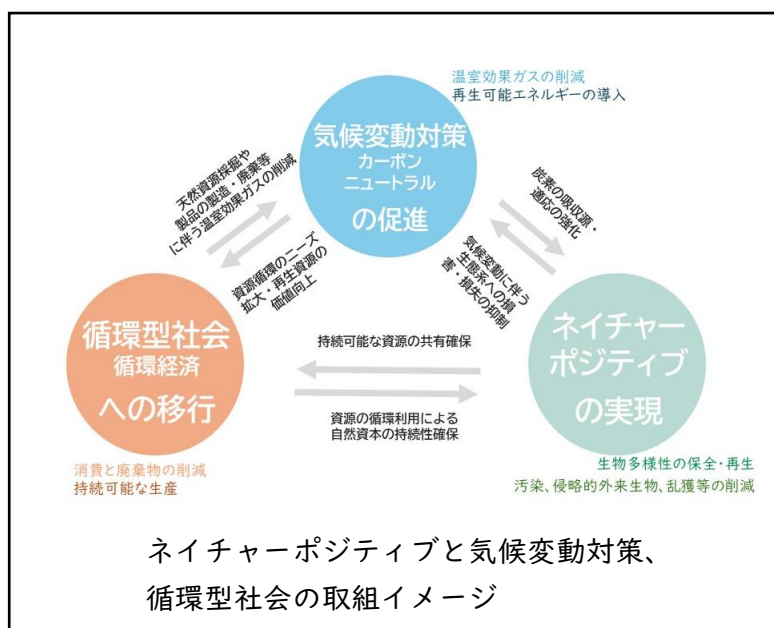 温室効果ガスの削減
再生可能エネルギーの導入
気候変動対策
カーボン
ニュートラル
の促進
天然資源採掘や
製品の製造・廃棄等
に伴う温室効果ガスの削減
資源循環のニーズ
拡大・再生資源の
価値向上
炭素の吸収源・
適応の強化
気候変動に伴う
生態系への損
害・損失の抑制
循環型社会
循環経済
への移行
持続可能な資源の共有確保
資源の循環利用による
自然資本の持続性確保
ネイチャー
ポジティブ
の実現
消費と廃棄物の削減
持続可能な生産
生物多様性の保全・再生
汚染、侵略的外来生物、乱獲等の削減
ネイチャーポジティブと気候変動対策、
循環型社会の取組イメージ